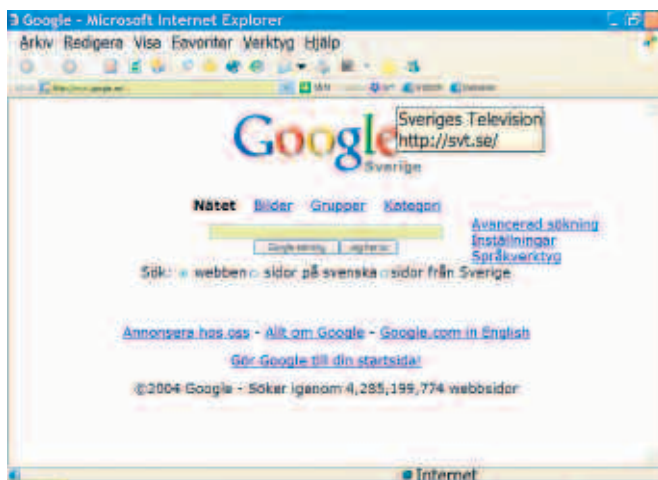 Google - Microsoft Internet Explorer
Arkiv Redigera Visa Favoriter Verktyg Hjälp
Sveriges Television
http://svt.se/
Google
Sverige
Nätet Bilder Grupper Kategori
Avancerad sökning
Inställningar
Språkverktyg
Sök: webben sidor på svenska sidor från Sverige
Annonsera hos oss - Allt om Google - Google.com in English
Gör Google till din startsida!
©2004 Google - Söker igenom 4,285,199,774 webbsidor
Internet